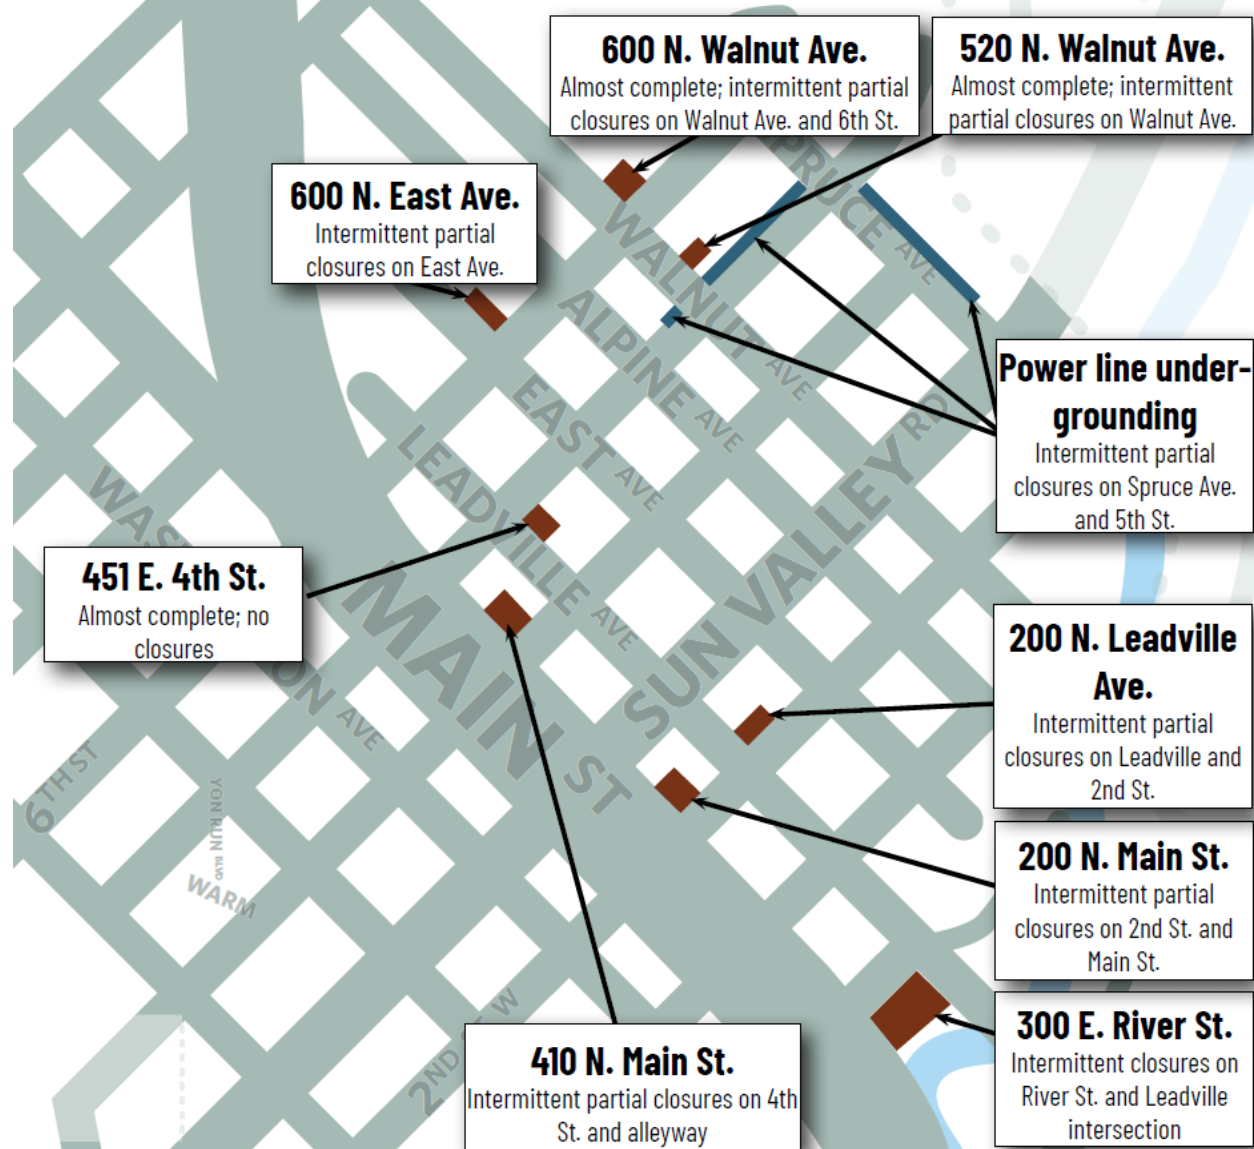 600 N. Walnut Ave.
Almost complete; intermittent partial
closures on Walnut Ave. and 6th St.
520 N. Walnut Ave.
Almost complete; intermittent
partial closures on Walnut Ave.
600 N. East Ave.
Intermittent partial
closures on East Ave.
SPRUCE AVE
WALNUT AVE
ALPINE AVE
EAST AVE
LEADVILLE AVE
SUN VALLEY RD
Power line under-
grounding
Intermittent partial
closures on Spruce Ave.
and 5th St.
451 E. 4th St.
Almost complete; no
closures
MAIN ST
200 N. Leadville
Ave.
Intermittent partial
closures on Leadville and
2nd St.
6TH ST
YON RUN BLVD
WARM
200 N. Main St.
Intermittent partial
closures on 2nd St. and
Main St.
300 E. River St.
Intermittent closures on
River St. and Leadville
intersection
410 N. Main St.
Intermittent partial closures on 4th
St. and alleyway